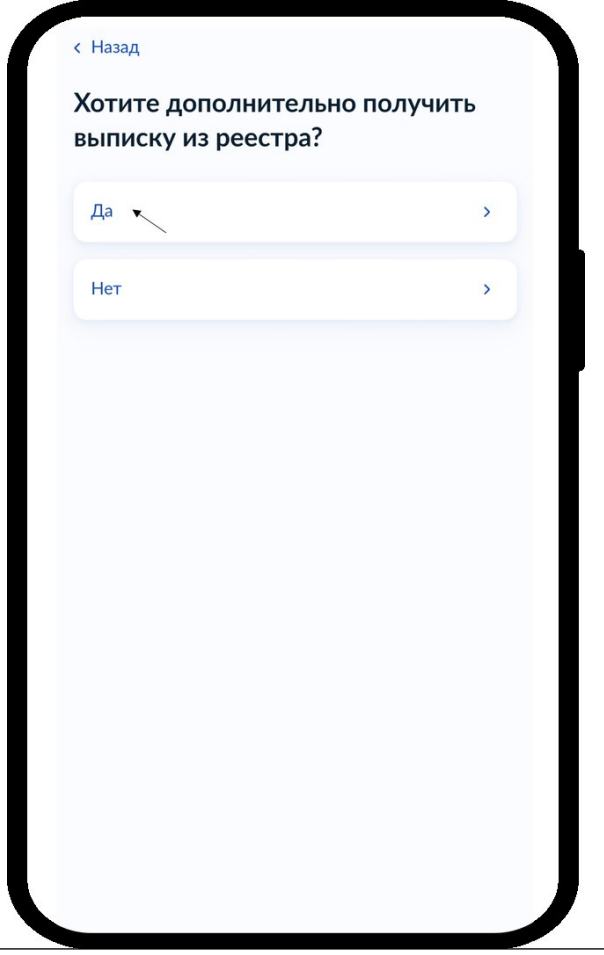 Назад
Хотите дополнительно получить
выписку из реестра?
Да
Нет